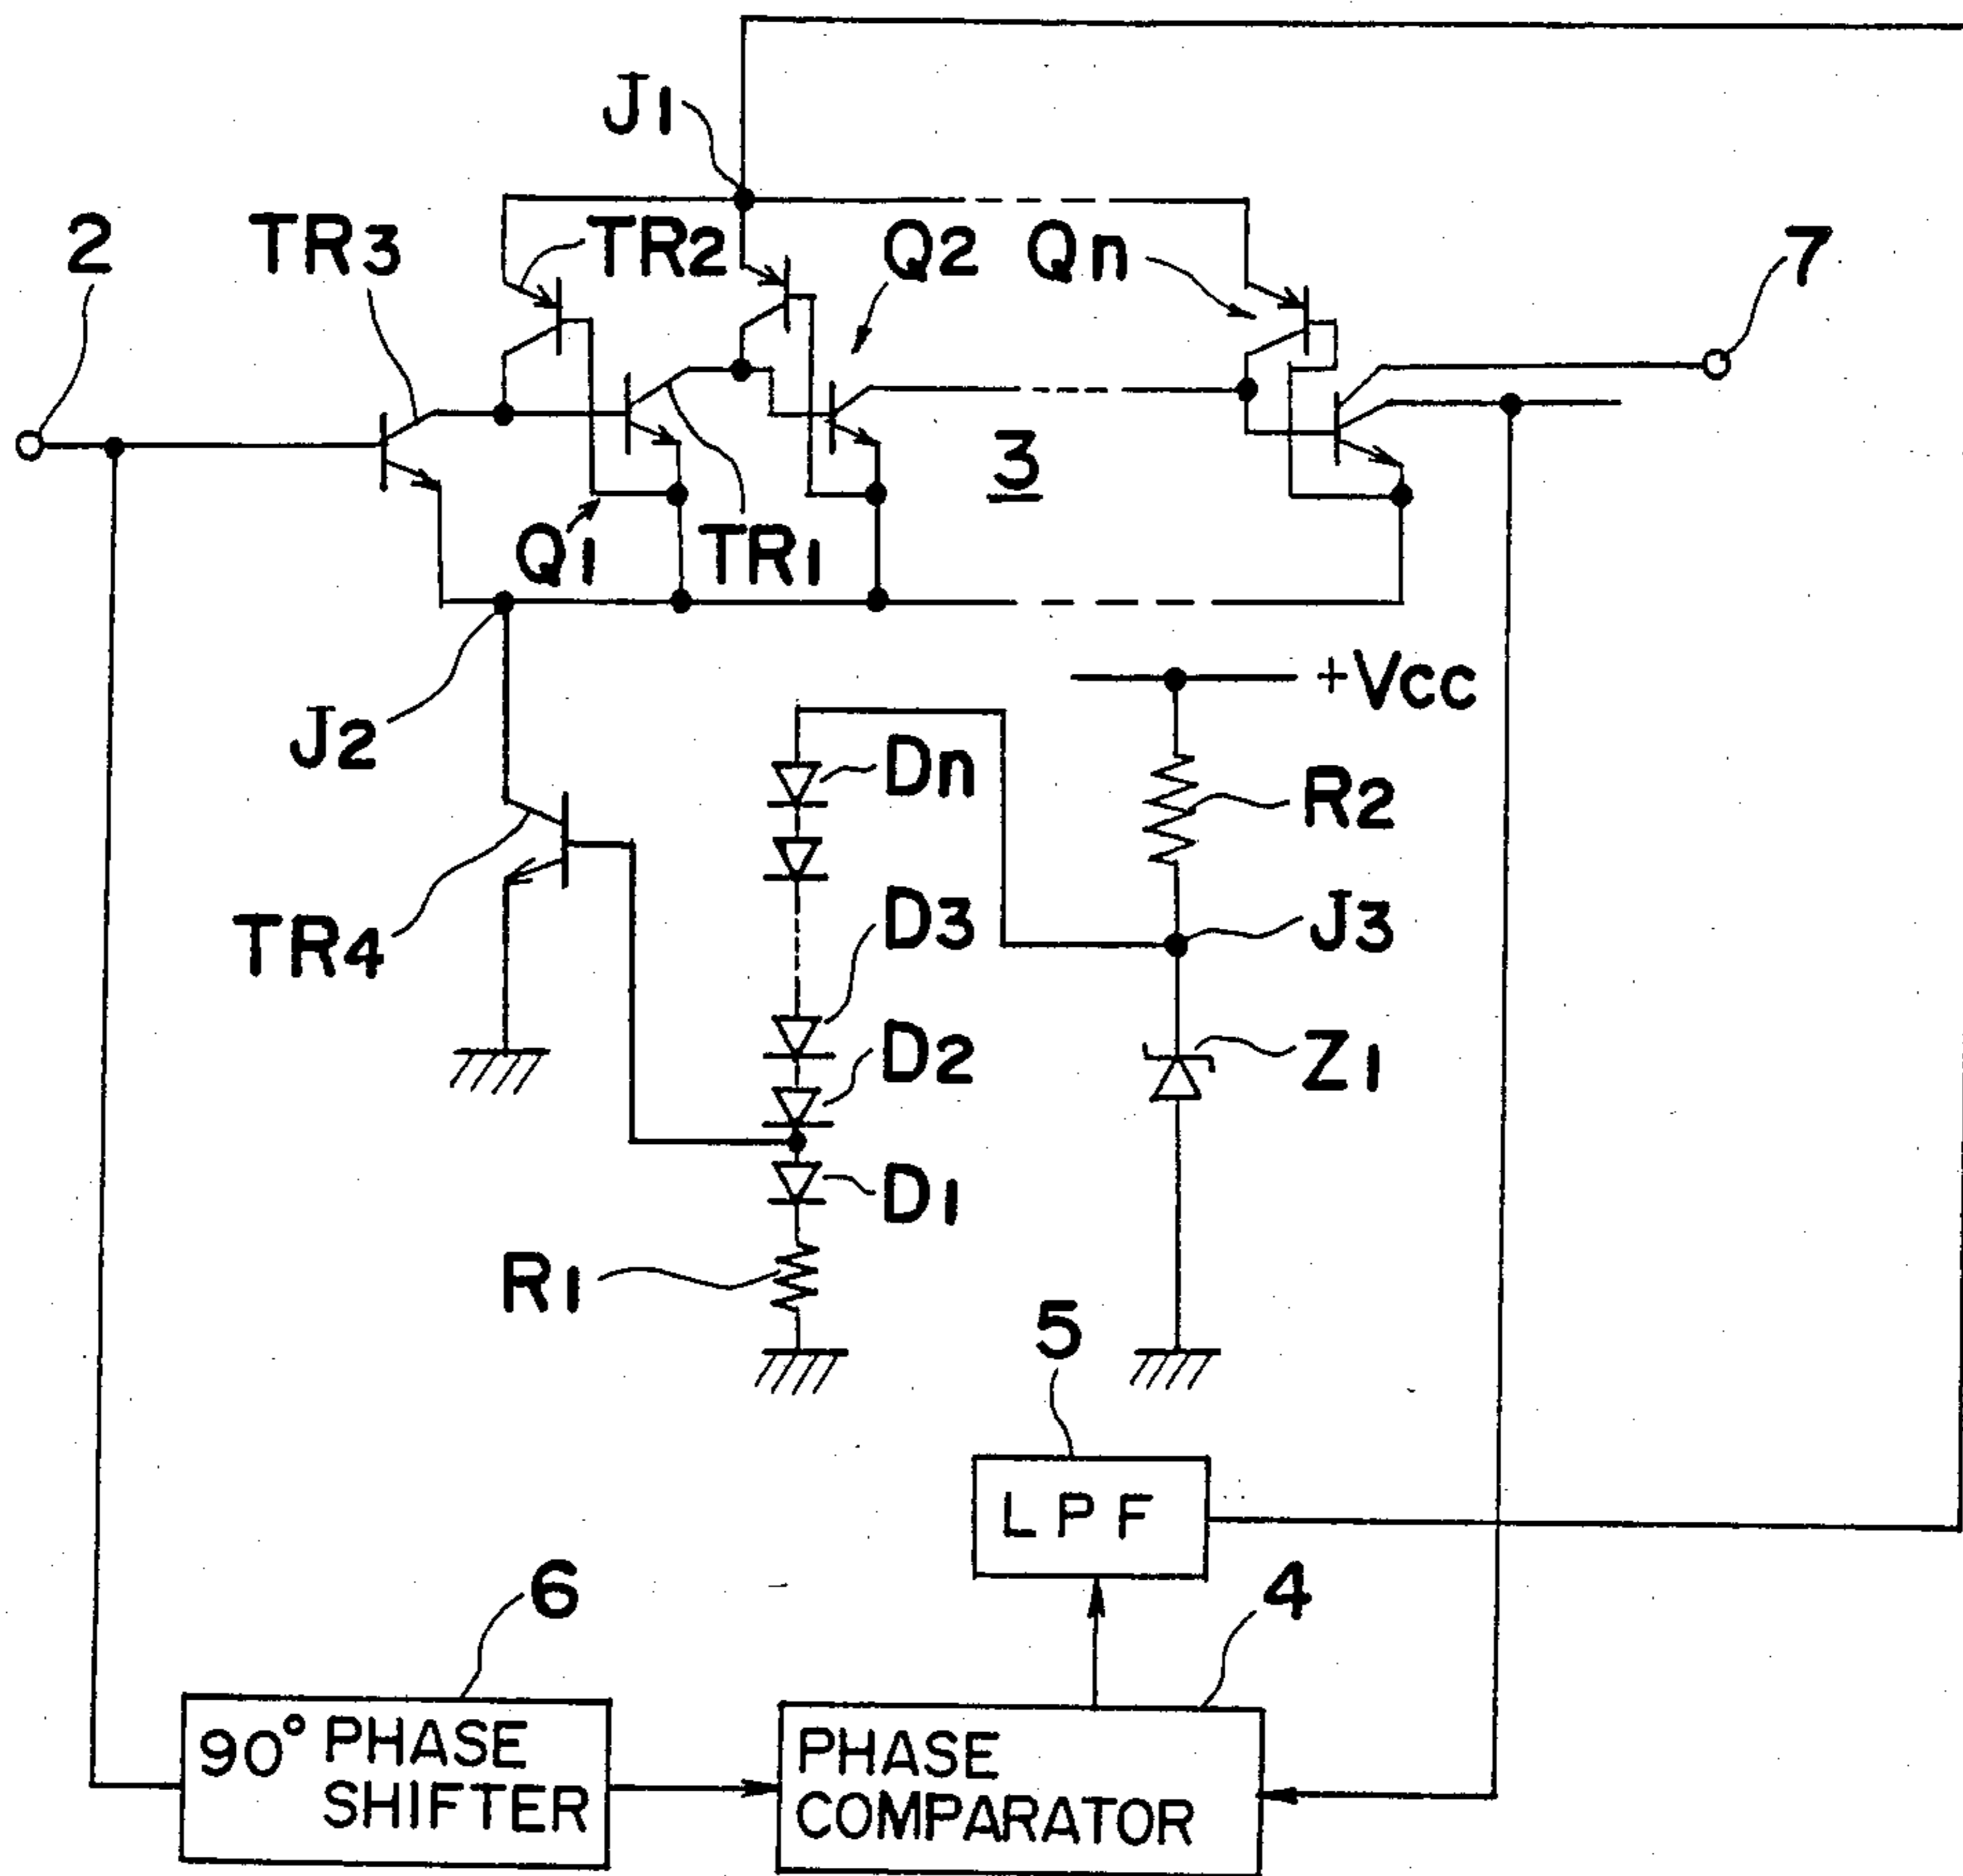 J1
2
TR3
TR2
Q2
Qn
7
3
Q1
TR1
J2
+Vcc
Dn
R2
TR4
D3
J3
D2
Z1
D1
R1
5
LPF
6
4
90° PHASE
SHIFTER
PHASE
COMPARATOR